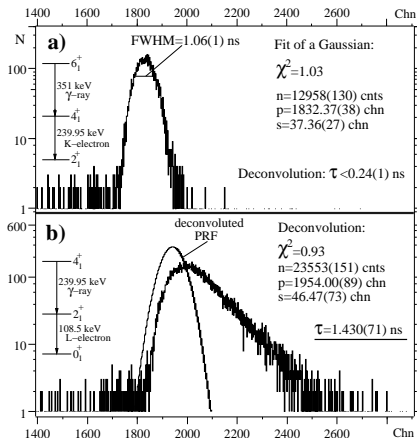 1400 1600 1800 2000 2200 2400 2600 Chn
N
a)
FWHM=1.06(1) ns
Fit of a Gaussian:
χ²=1.03
n=12958(130) cnts
p=1832.37(38) chn
s=37.36(27) chn
Deconvolution: τ<0.24(1) ns
100
10
1
6₁⁺
351 keV
γ−ray
4₁⁺
239.95 keV
K−electron
2₁⁺
b)
deconvoluted
PRF
Deconvolution:
χ²=0.93
n=23553(151) cnts
p=1954.00(89) chn
s=46.47(73) chn
τ=1.430(71) ns
600
100
10
1
4₁⁺
239.95 keV
γ−ray
2₁⁺
108.5 keV
L−electron
0₁⁺
1400 1600 1800 2000 2200 2400 2600 Chn